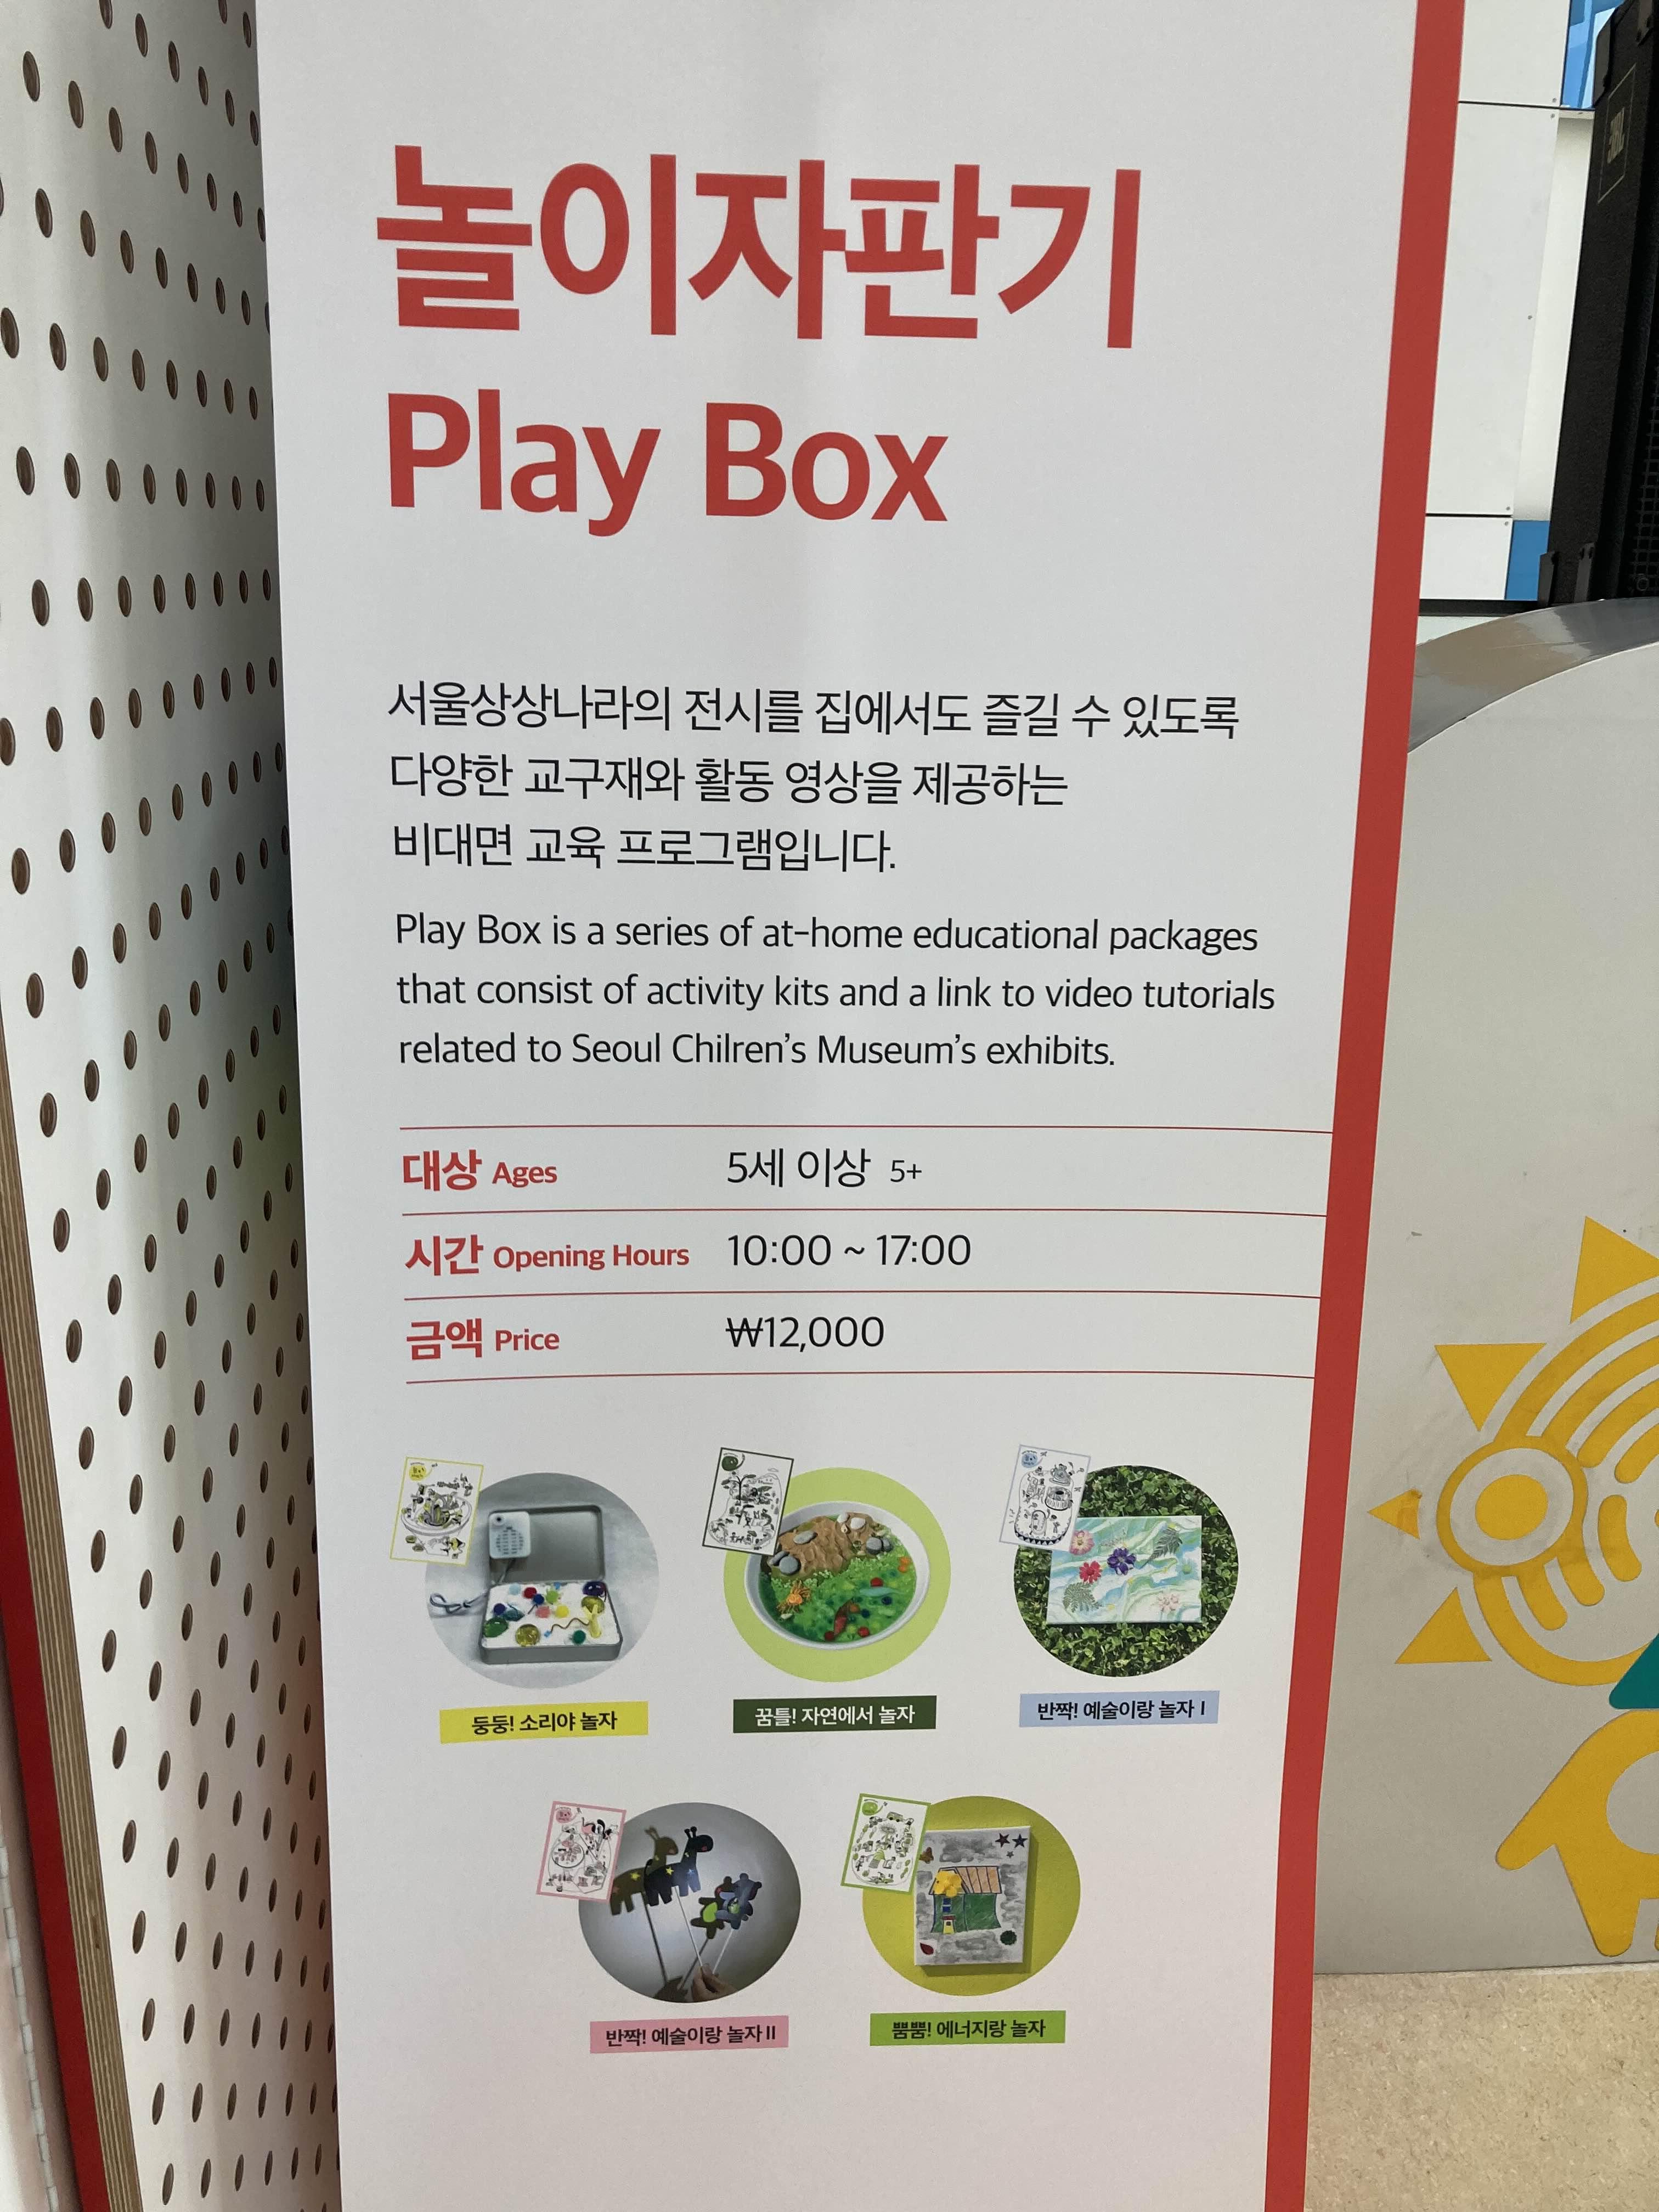 놀이자판기
Play Box
서울상상나라의 전시를 집에서도 즐길 수 있도록
다양한 교구재와 활동 영상을 제공하는
비대면 교육 프로그램입니다.
Play Box is a series of at-home educational packages
that consist of activity kits and a link to video tutorials
related to Seoul Chilren's Museum's exhibits.
대상 Ages 5세 이상 5+
시간 Opening Hours 10:00 ~ 17:00
금액 Price ₩12,000
둥둥! 소리야 놀자
꿈틀! 자연에서 놀자
반짝! 예술이랑 놀자 I
반짝! 예술이랑 놀자 II
뿜뿜! 에너지랑 놀자
JBL